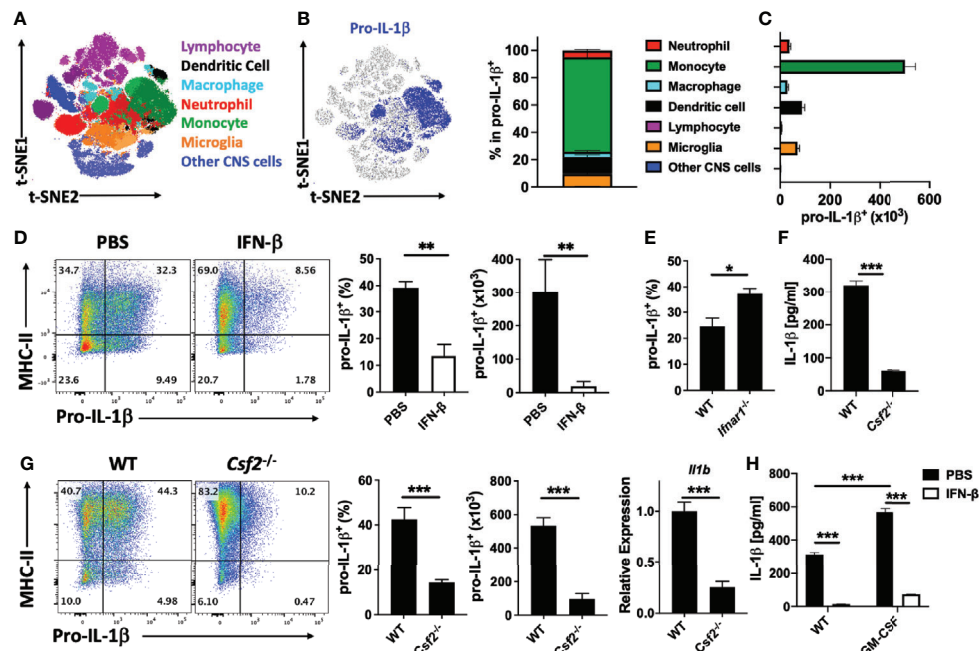 A
t-SNE1
t-SNE2
Lymphocyte
Dendritic Cell
Macrophage
Neutrophil
Monocyte
Microglia
Other CNS cells
B
Pro-IL-1β
t-SNE1
t-SNE2
% in pro-IL-1β⁺
100
80
60
40
20
0
Neutrophil
Monocyte
Macrophage
Dendritic cell
Lymphocyte
Microglia
Other CNS cells
C
0 200 400 600
pro-IL-1β⁺ (x10³)
D
PBS
IFN-β
34.7 32.3
23.6 9.49
69.0 8.56
20.7 1.78
MHC-II
Pro-IL-1β
pro-IL-1β⁺ (%)
50
40
30
20
10
0
**
PBS
IFN-β
pro-IL-1β⁺ (x10³)
500
400
300
200
100
0
**
PBS
IFN-β
E
pro-IL-1β⁺ (%)
50
40
30
20
10
0
*
WT
Ifnar1⁻/⁻
F
IL-1β [pg/ml]
400
300
200
100
0
***
WT
Csf2⁻/⁻
G
WT
Csf2⁻/⁻
40.7 44.3
10.0 4.98
83.2 10.2
6.10 0.47
MHC-II
Pro-IL-1β
pro-IL-1β⁺ (%)
60
40
20
0
***
WT
Csf2⁻/⁻
pro-IL-1β⁺ (x10³)
800
600
400
200
0
***
WT
Csf2⁻/⁻
Il1b
Relative Expression
1.0
0.5
0.0
***
WT
Csf2⁻/⁻
H
IL-1β [pg/ml]
800
600
400
200
0
***
***
***
WT
GM-CSF
PBS
IFN-β